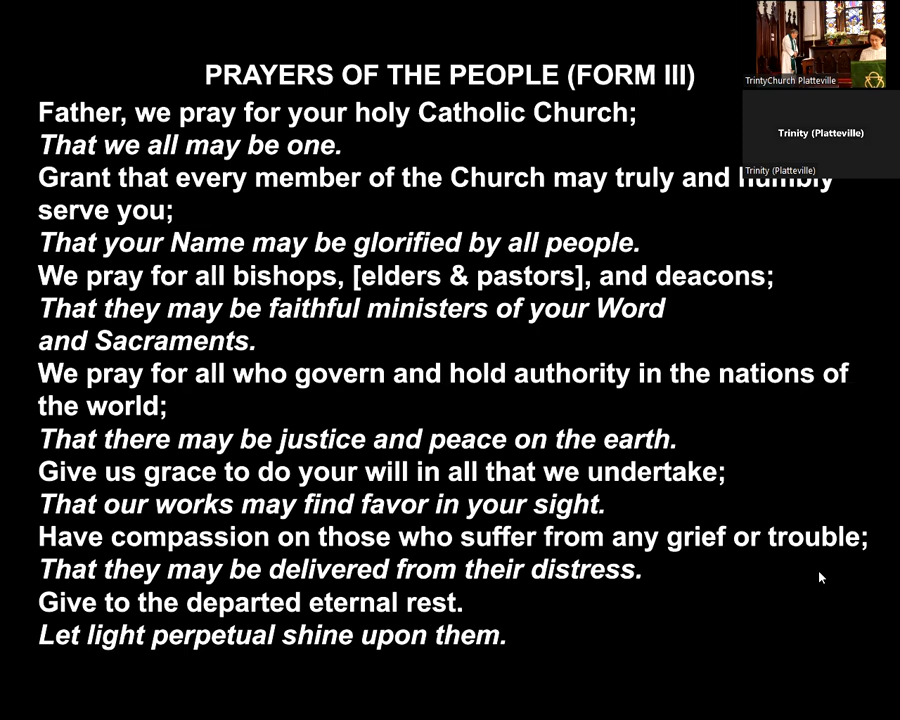 PRAYERS OF THE PEOPLE (FORM III)
Father, we pray for your holy Catholic Church;
That we all may be one.
Grant that every member of the Church may truly and humbly
serve you;
That your Name may be glorified by all people.
We pray for all bishops, [elders & pastors], and deacons;
That they may be faithful ministers of your Word
and Sacraments.
We pray for all who govern and hold authority in the nations of
the world;
That there may be justice and peace on the earth.
Give us grace to do your will in all that we undertake;
That our works may find favor in your sight.
Have compassion on those who suffer from any grief or trouble;
That they may be delivered from their distress.
Give to the departed eternal rest.
Let light perpetual shine upon them.
TrintyChurch Platteville
Trinity (Platteville)
Trinity (Platteville)